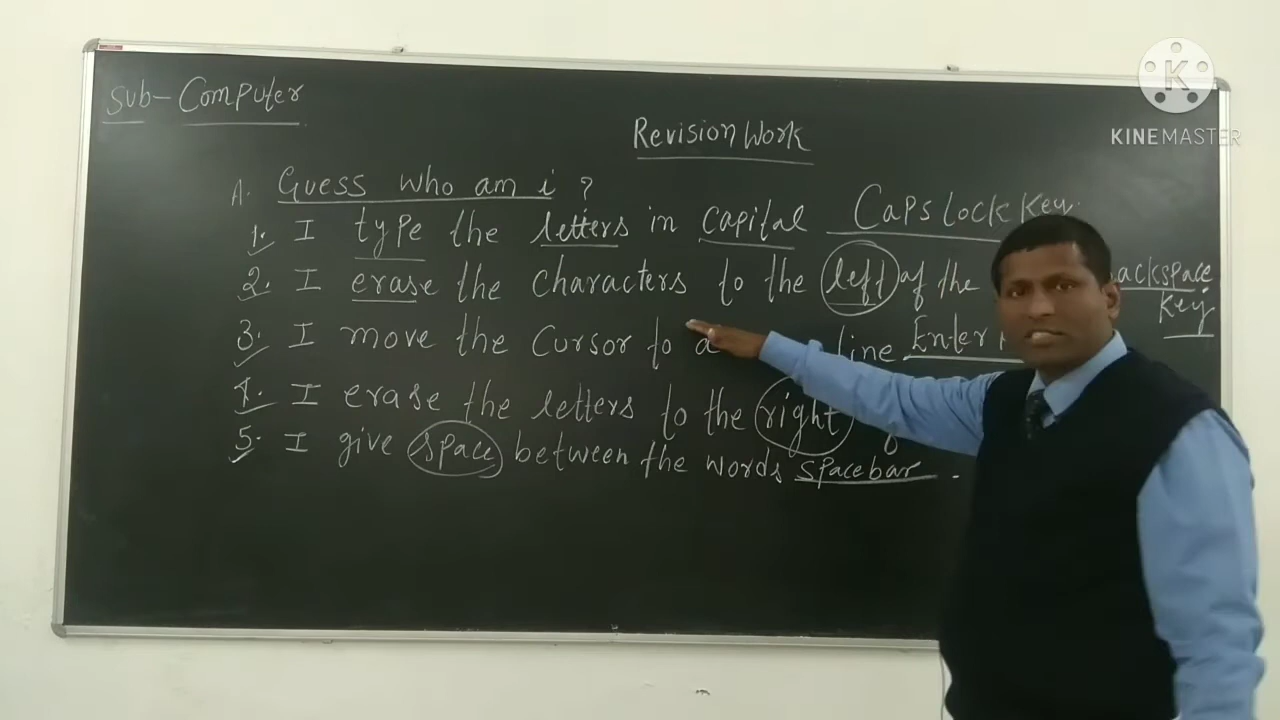 Sub- Computer
Revision Work
A. Guess who am i ?
1. I type the letters in capital Caps lock Key.
2. I erase the characters to the left of the ackspace Key
3. I move the Cursor to a line Enter
4. I erase the letters to the right
5. I give space between the words spacebar.
K
KINEMASTER